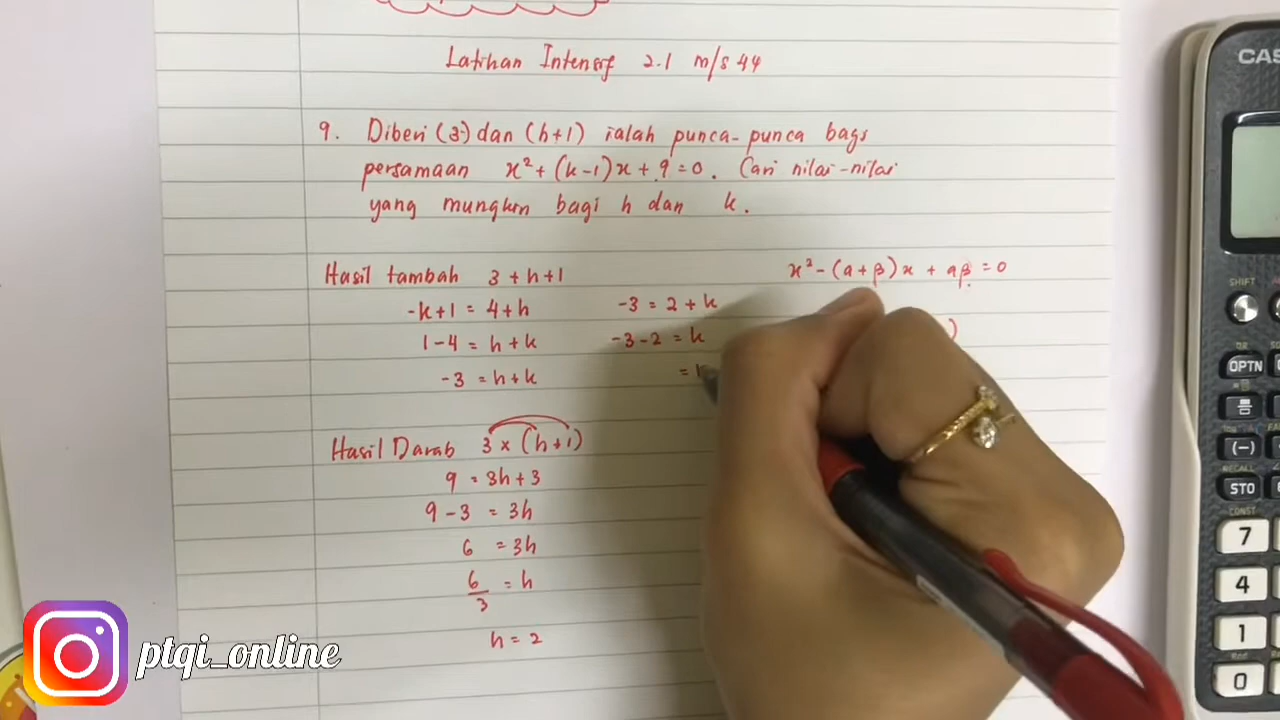 Latihan Intensif 2.1 m/s 44
9. Diberi (3) dan (h+1) ialah punca-punca bagi
persamaan x² + (k-1)x + 9 = 0. Cari nilai-nilai
yang mungkin bagi h dan k.
Hasil tambah 3 + h + 1
-k+1 = 4+h
1-4 = h+k
-3 = h+k
-3 = 2+k
-3-2 = k
=
x² - (α+β)x + αβ = 0
)
Hasil Darab 3 × (h+1)
9 = 3h+3
9-3 = 3h
6 = 3h
6/3 = h
h = 2
ptqi_online
CAS
SHIFT
OPTN
(−)
RECALL
STO
CONST
7
4
1
0